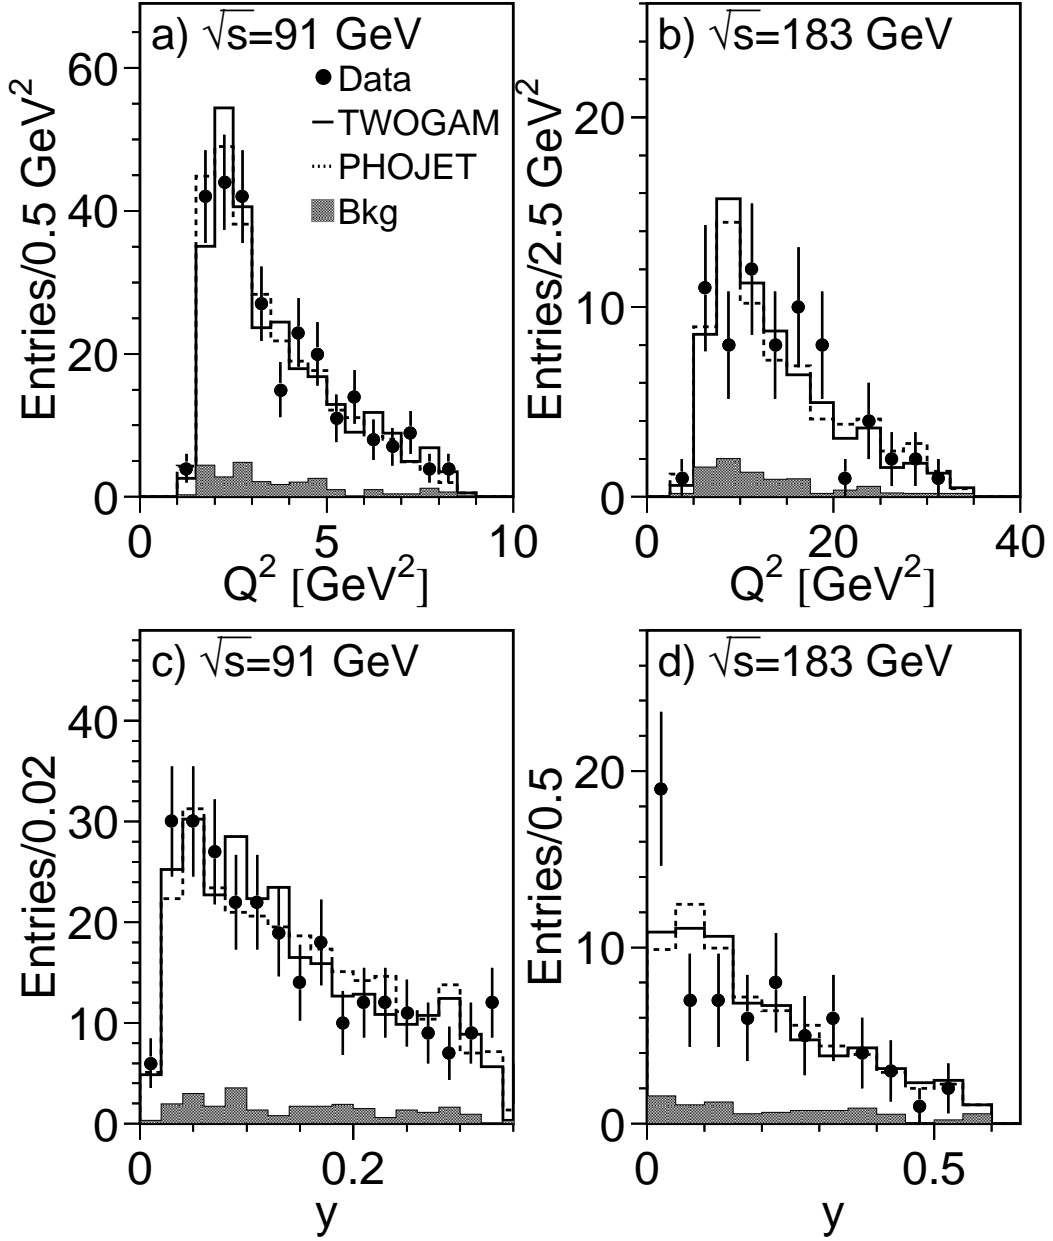 a) √s=91 GeV
Data
TWOGAM
PHOJET
Bkg
Entries/0.5 GeV²
60
40
20
0
0 5 10
Q² [GeV²]
b) √s=183 GeV
Entries/2.5 GeV²
20
10
0
0 20 40
Q² [GeV²]
c) √s=91 GeV
Entries/0.02
40
30
20
10
0
0 0.2
y
d) √s=183 GeV
Entries/0.5
20
10
0
0 0.5
y